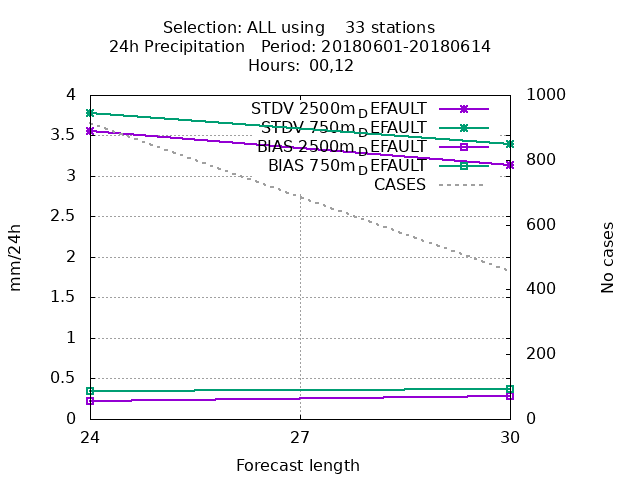 Selection: ALL using    33 stations
24h Precipitation   Period: 20180601-20180614
Hours: 00,12
STDV 2500m_DEFAULT
STDV 750m_DEFAULT
BIAS 2500m_DEFAULT
BIAS 750m_DEFAULT
CASES
4
3.5
3
2.5
2
1.5
1
0.5
0
1000
800
600
400
200
0
mm/24h
No cases
24 27 30
Forecast length